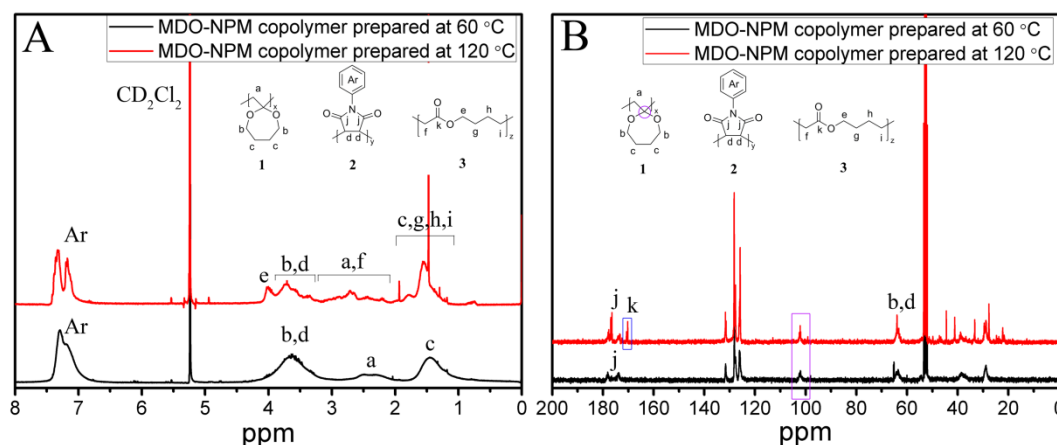 A
MDO-NPM copolymer prepared at 60 °C
MDO-NPM copolymer prepared at 120 °C
CD2Cl2
a
x
O O
b b
c c
1
Ar
N
O O
j j
d d
y
2
O
k
O
f
e
g
h
i
z
3
Ar
e
b,d
a,f
c,g,h,i
Ar
b,d
a
c
8 7 6 5 4 3 2 1 0
ppm
B
MDO-NPM copolymer prepared at 60 °C
MDO-NPM copolymer prepared at 120 °C
a
x
O O
b b
c c
1
Ar
N
O O
j j
d d
y
2
O
k
O
f
e
g
h
i
z
3
j
k
b,d
j
200 180 160 140 120 100 80 60 40 20 0
ppm